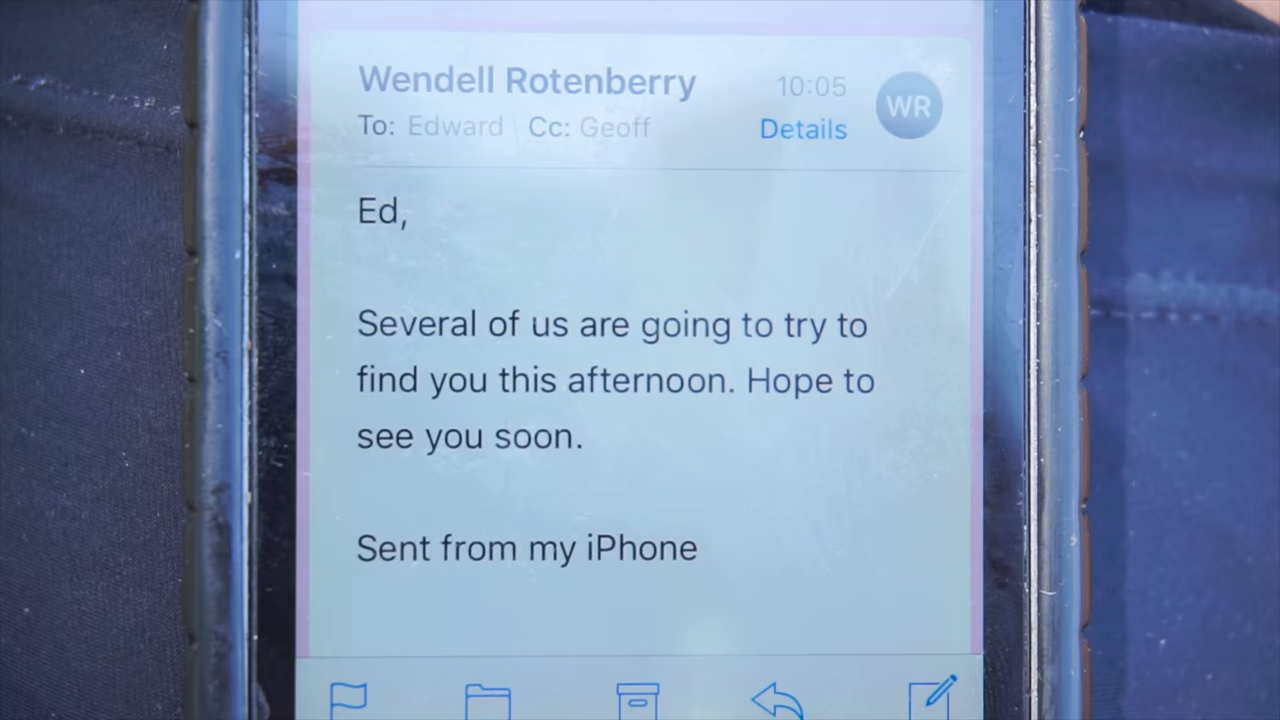 Wendell Rotenberry 10:05
WR
To: Edward Cc: Geoff Details
Ed,
Several of us are going to try to
find you this afternoon. Hope to
see you soon.
Sent from my iPhone